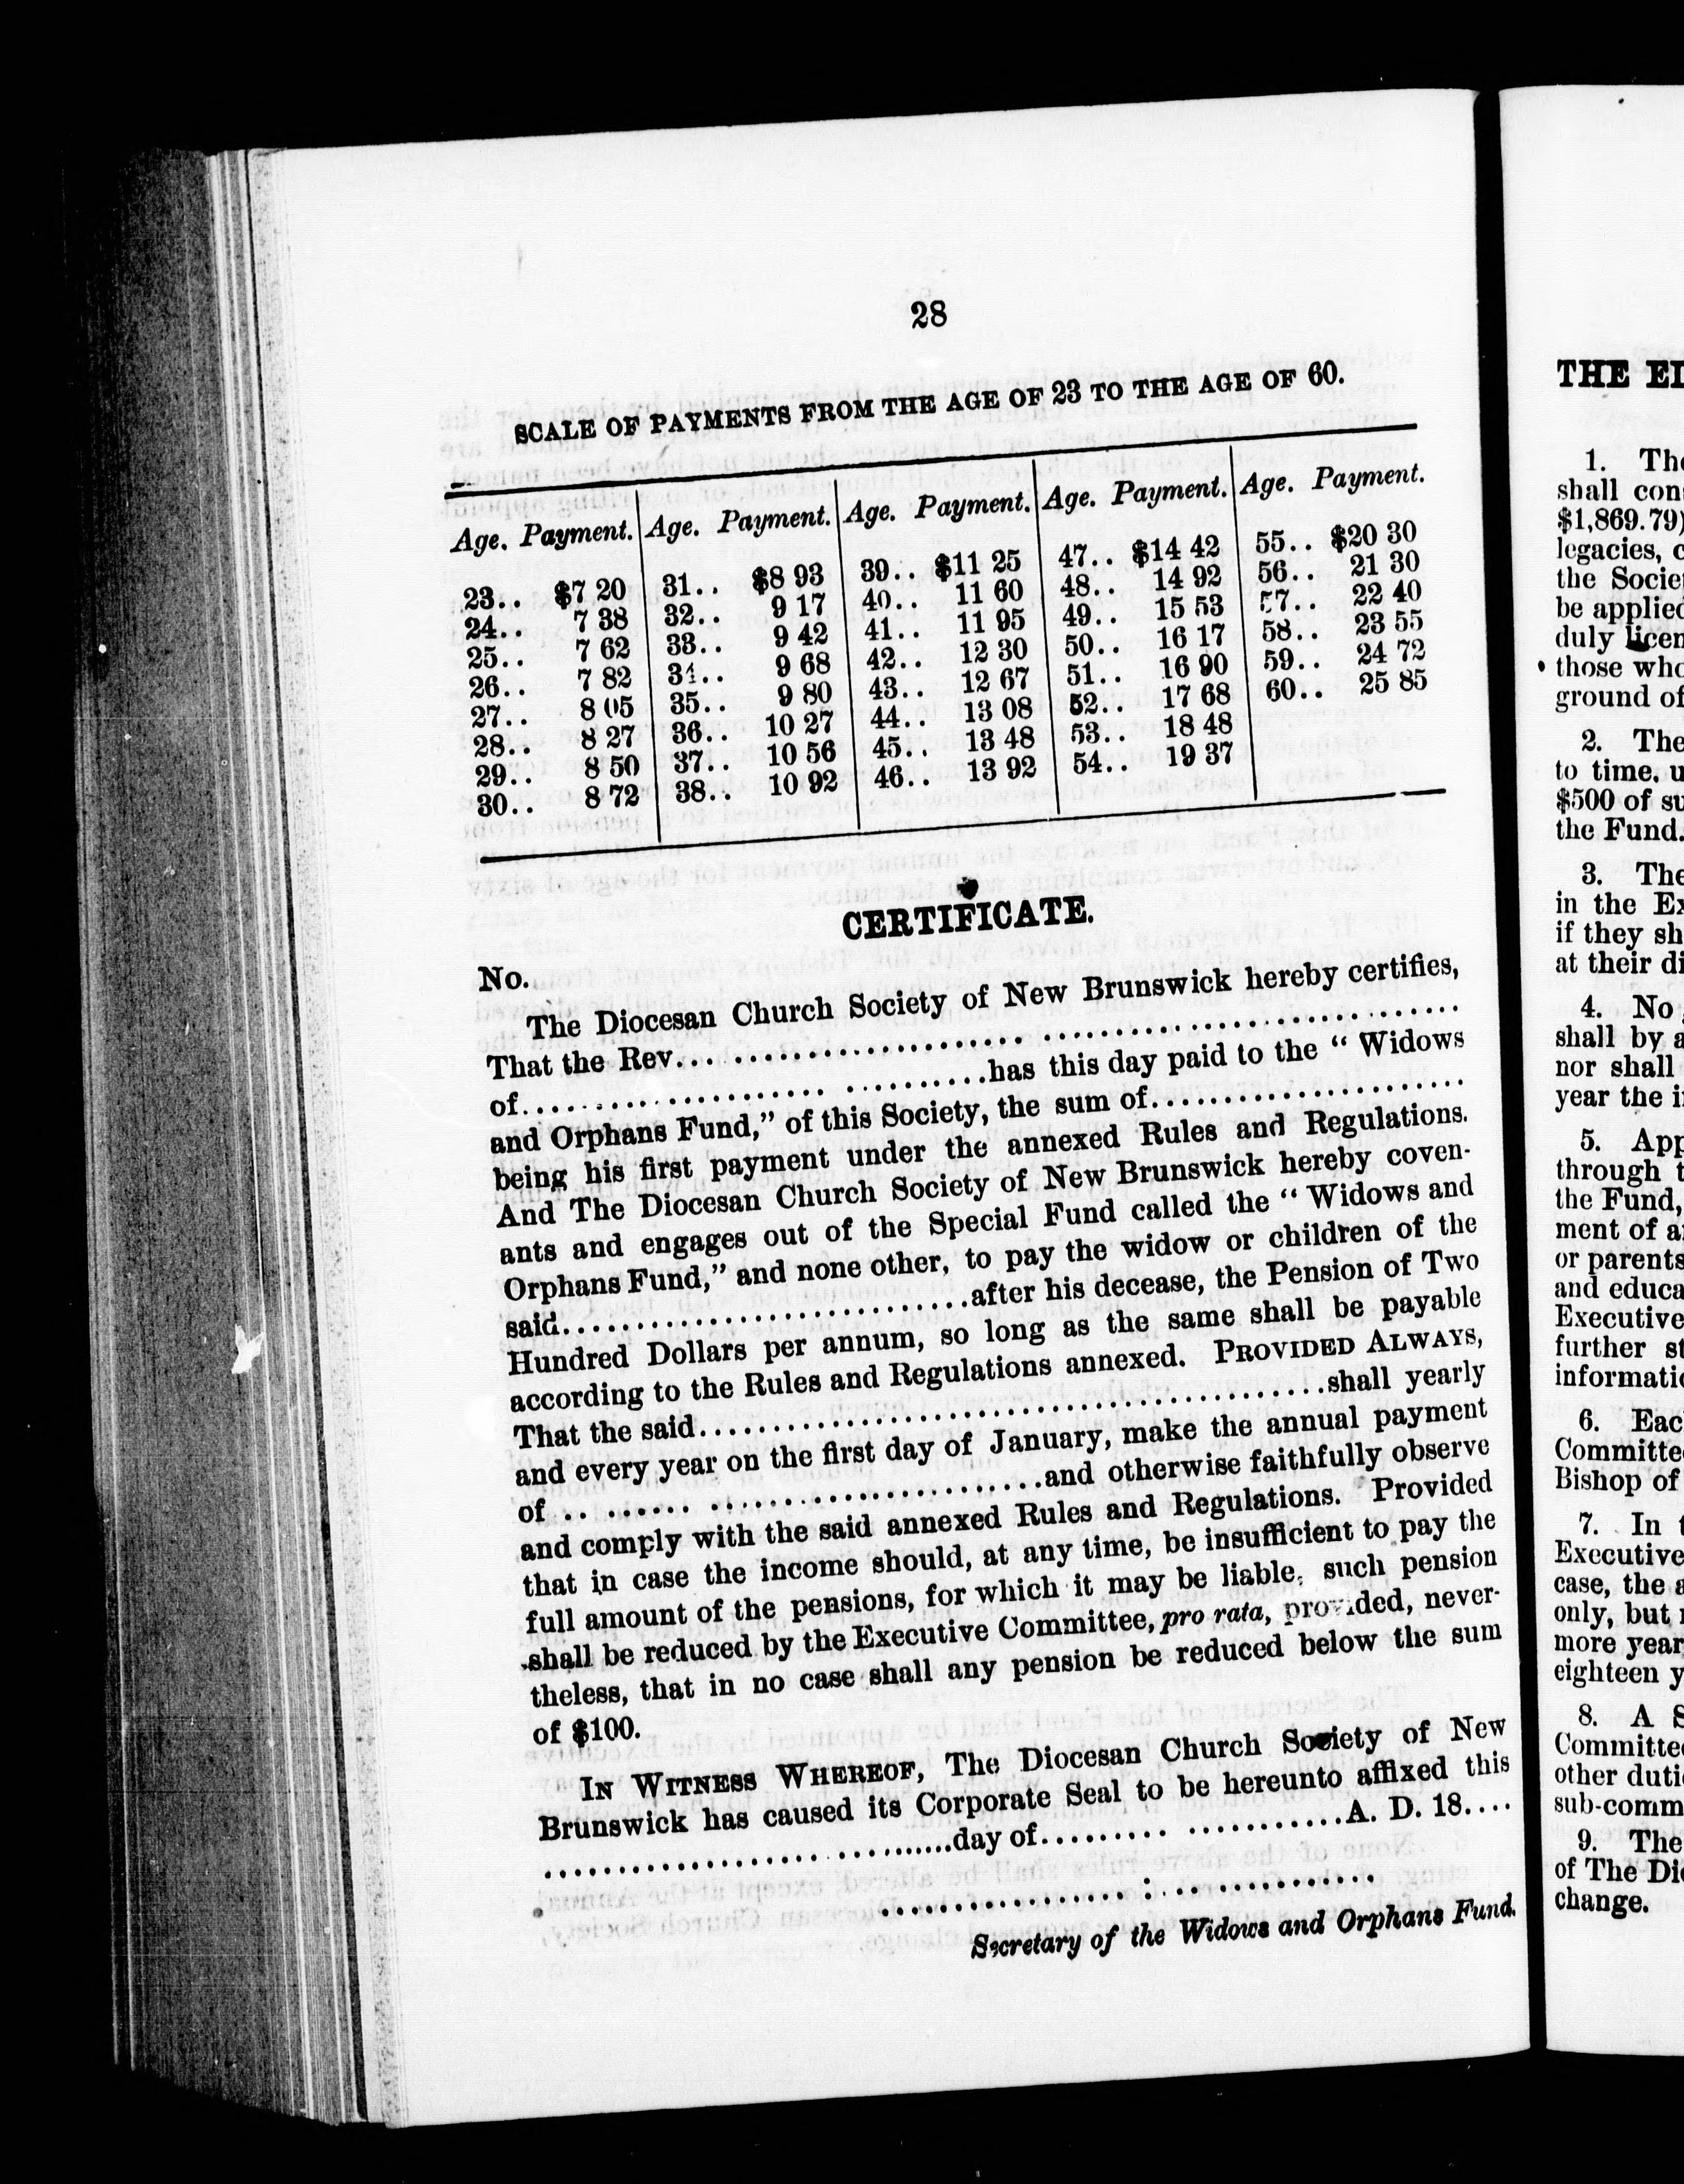 28
SCALE OF PAYMENTS FROM THE AGE OF 23 TO THE AGE OF 60.
Age. Payment. Age. Payment. Age. Payment. Age. Payment. Age. Payment.
23.. $7 20 31.. $8 93 39.. $11 25 47.. $14 42 55.. $20 30
24.. 7 38 32.. 9 17 40.. 11 60 48.. 14 92 56.. 21 30
25.. 7 62 33.. 9 42 41.. 11 95 49.. 15 53 57.. 22 40
26.. 7 82 34.. 9 68 42.. 12 30 50.. 16 17 58.. 23 55
27.. 8 05 35.. 9 80 43.. 12 67 51.. 16 90 59.. 24 72
28.. 8 27 36.. 10 27 44.. 13 08 52.. 17 68 60.. 25 85
29.. 8 50 37.. 10 56 45.. 13 48 53.. 18 48
30.. 8 72 38.. 10 92 46.. 13 92 54.. 19 37
CERTIFICATE.
No.
The Diocesan Church Society of New Brunswick hereby certifies,
That the Rev..............................................
of..............................has this day paid to the " Widows
and Orphans Fund," of this Society, the sum of......................
being his first payment under the annexed Rules and Regulations.
And The Diocesan Church Society of New Brunswick hereby coven-
ants and engages out of the Special Fund called the " Widows and
Orphans Fund," and none other, to pay the widow or children of the
said............................after his decease, the Pension of Two
Hundred Dollars per annum, so long as the same shall be payable
according to the Rules and Regulations annexed. PROVIDED ALWAYS,
That the said...........................................shall yearly
and every year on the first day of January, make the annual payment
of .. ....... .......................and otherwise faithfully observe
and comply with the said annexed Rules and Regulations. Provided
that in case the income should, at any time, be insufficient to pay the
full amount of the pensions, for which it may be liable, such pension
shall be reduced by the Executive Committee, pro rata, provided, never-
theless, that in no case shall any pension be reduced below the sum
of $100.
IN WITNESS WHEREOF, The Diocesan Church Society of New
Brunswick has caused its Corporate Seal to be hereunto affixed this
............................day of......... ...........A. D. 18....
..................................
Secretary of the Widows and Orphans Fund.
THE
1. The
shall
$1,869.79)
legacies,
the
be applied
duly
those
ground of
2. The
to time,
$500 of
the Fund.
3. The
in the
if they
at their
4. No
shall by
nor shall
year the
5.
through
the Fund,
ment of
or parents
and
Executive
further
6.
Bishop of
7. In
Executive
case, the
only, but
more
eighteen
8. A
other
9. The
of The
change.